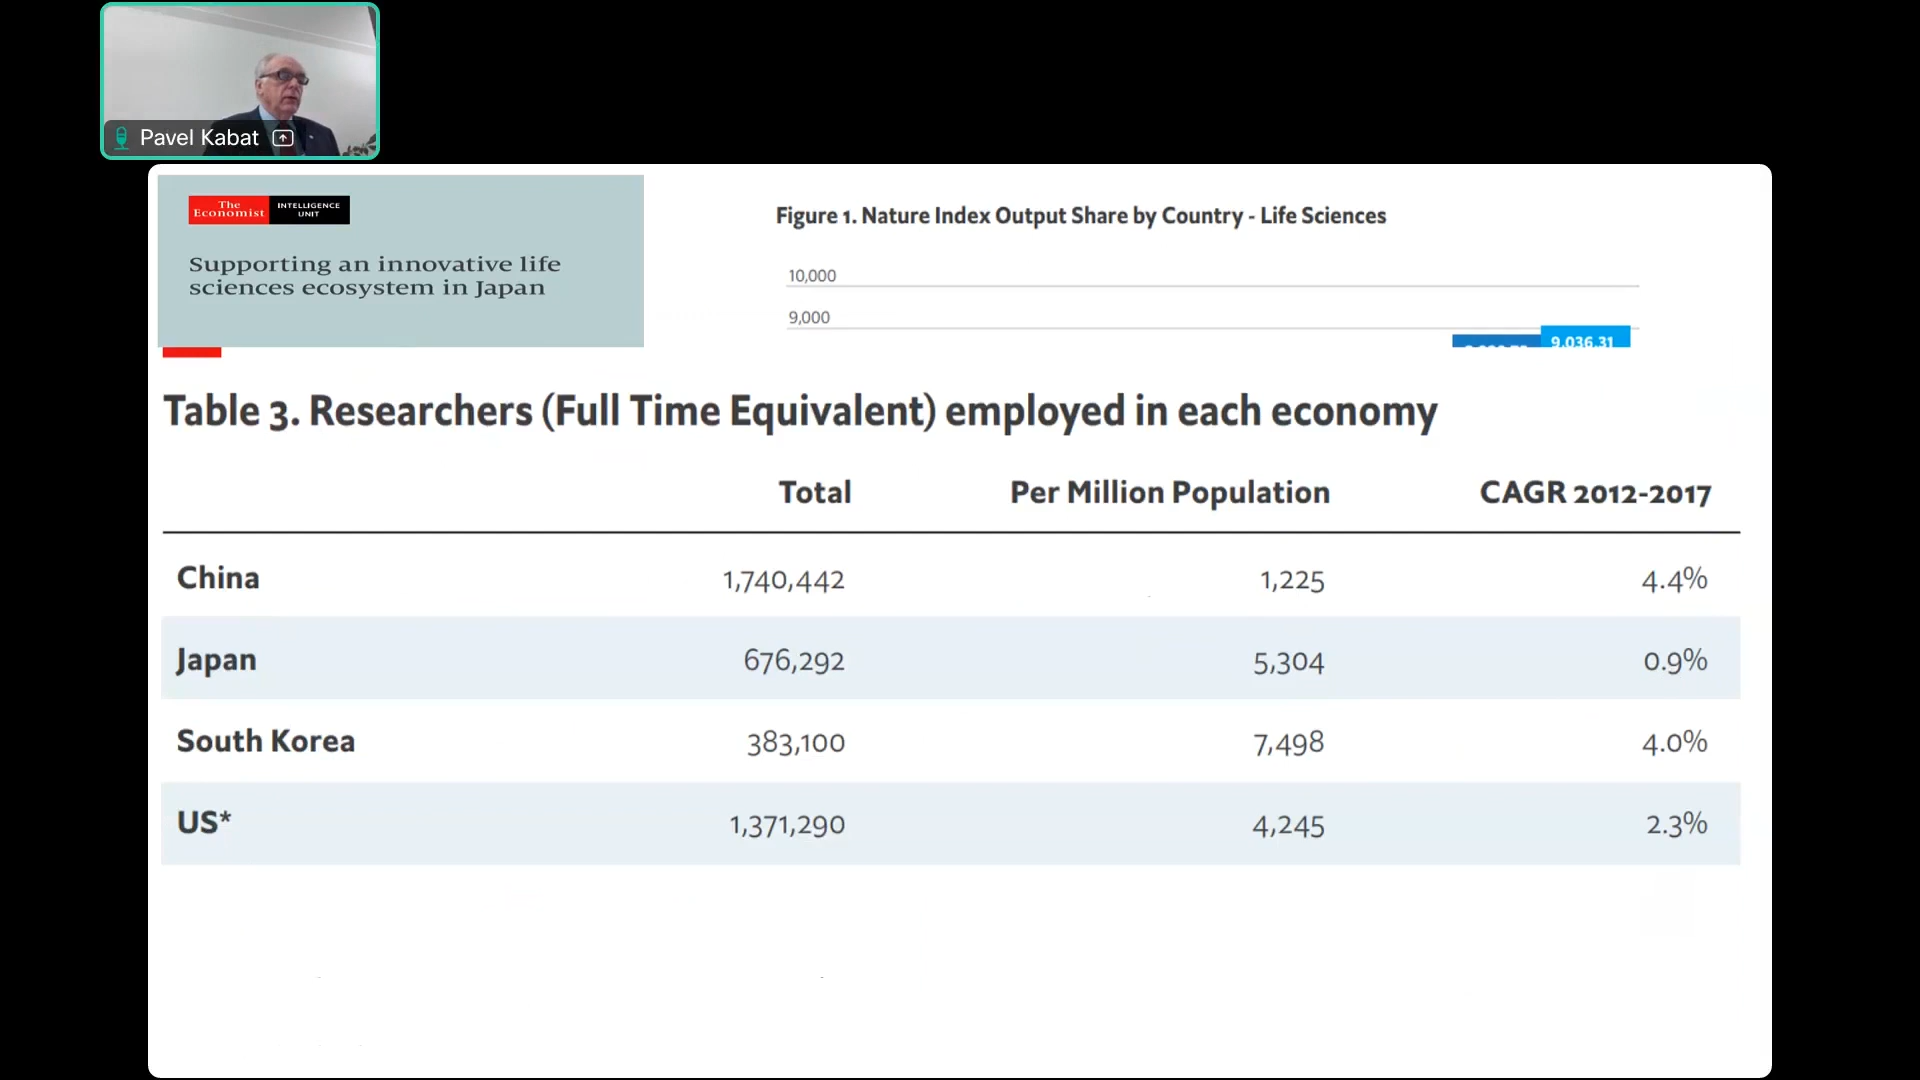 Pavel Kabat
The
Economist
INTELLIGENCE
UNIT
Supporting an innovative life
sciences ecosystem in Japan
Figure 1. Nature Index Output Share by Country - Life Sciences
10,000
9,000
9,036.31
Table 3. Researchers (Full Time Equivalent) employed in each economy
Total Per Million Population CAGR 2012-2017
China 1,740,442 1,225 4.4%
Japan 676,292 5,304 0.9%
South Korea 383,100 7,498 4.0%
US* 1,371,290 4,245 2.3%